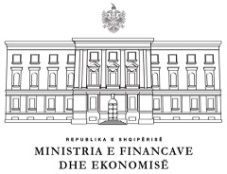 REPUBLIKA E SHQIPËRISË
MINISTRIA E FINANCAVE
DHE EKONOMISË